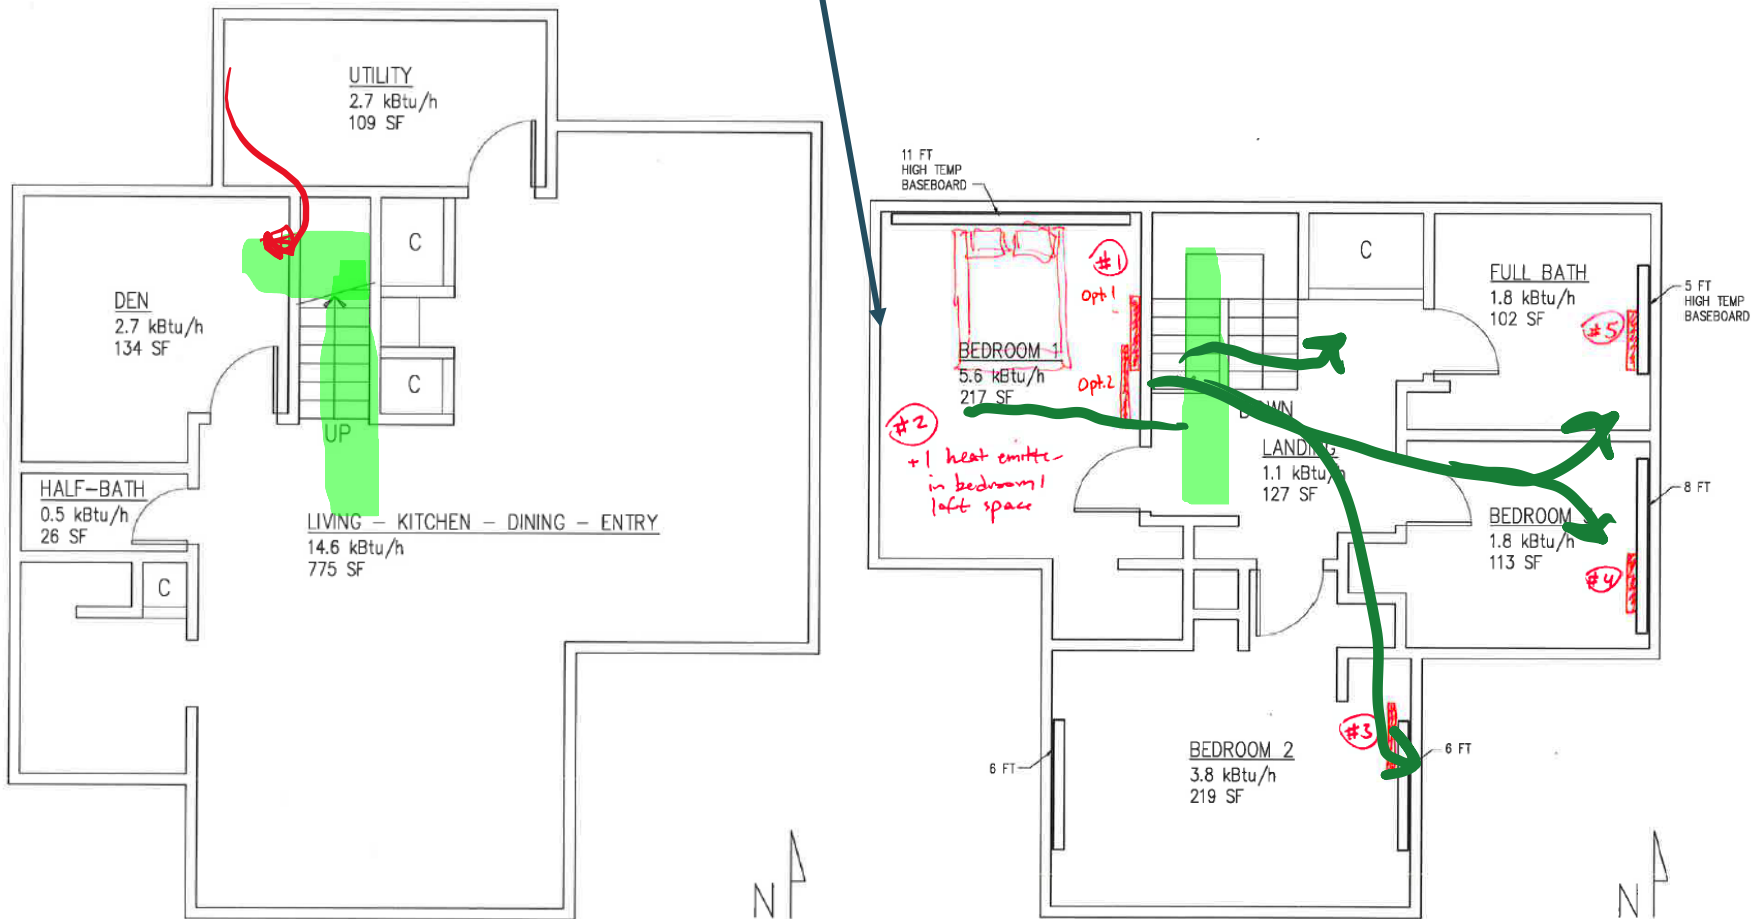 UTILITY
2.7 kBtu/h
109 SF
C
DEN
2.7 kBtu/h
134 SF
C
UP
HALF-BATH
0.5 kBtu/h
26 SF
LIVING - KITCHEN - DINING - ENTRY
14.6 kBtu/h
775 SF
C
N
11 FT
HIGH TEMP
BASEBOARD
#1
Opt.1
BEDROOM 1
5.6 kBtu/h
217 SF
Opt.2
#2
+1 heat emitte
in bedroom 1
loft space
C
FULL BATH
1.8 kBtu/h
102 SF
#5
5 FT
HIGH TEMP
BASEBOARD
DOWN
LANDING
1.1 kBtu/h
127 SF
8 FT
BEDROOM
1.8 kBtu/h
113 SF
#4
#3
6 FT
BEDROOM 2
3.8 kBtu/h
219 SF
6 FT
N